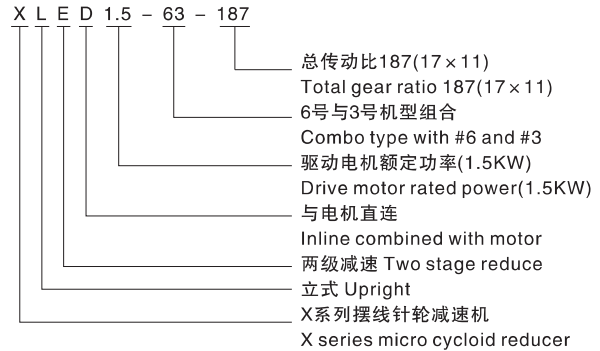 X L E D 1.5 - 63 - 187
总传动比187(17×11)
Total gear ratio 187(17×11)
6号与3号机型组合
Combo type with #6 and #3
驱动电机额定功率(1.5KW)
Drive motor rated power(1.5KW)
与电机直连
Inline combined with motor
两级减速 Two stage reduce
立式 Upright
X系列摆线针轮减速机
X series micro cycloid reducer